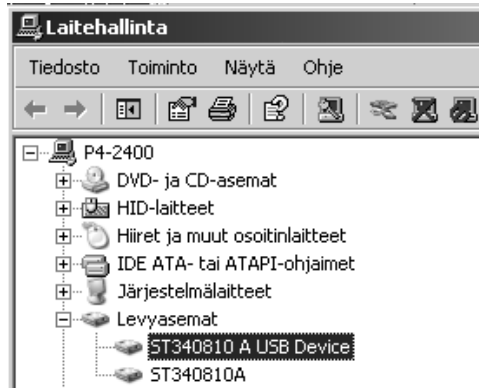 Laitehallinta
Tiedosto Toiminto Näytä Ohje
P4-2400
DVD- ja CD-asemat
HID-laitteet
Hiiret ja muut osoitinlaitteet
IDE ATA- tai ATAPI-ohjaimet
Järjestelmälaitteet
Levyasemat
ST340810 A USB Device
ST340810A